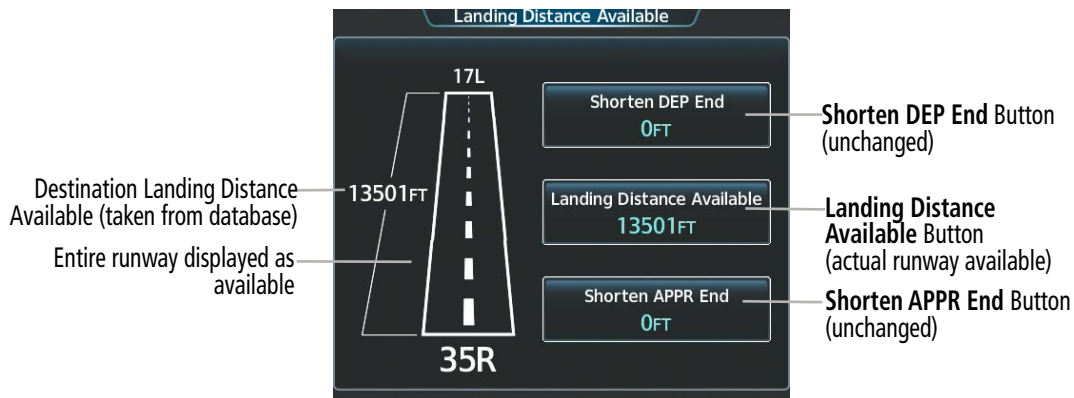 Landing Distance Available
17L
Shorten DEP End
0FT
Shorten DEP End Button
(unchanged)
Destination Landing Distance
Available (taken from database)
13501FT
Landing Distance Available
13501FT
Landing Distance
Available Button
(actual runway available)
Entire runway displayed as
available
Shorten APPR End
0FT
Shorten APPR End Button
(unchanged)
35R